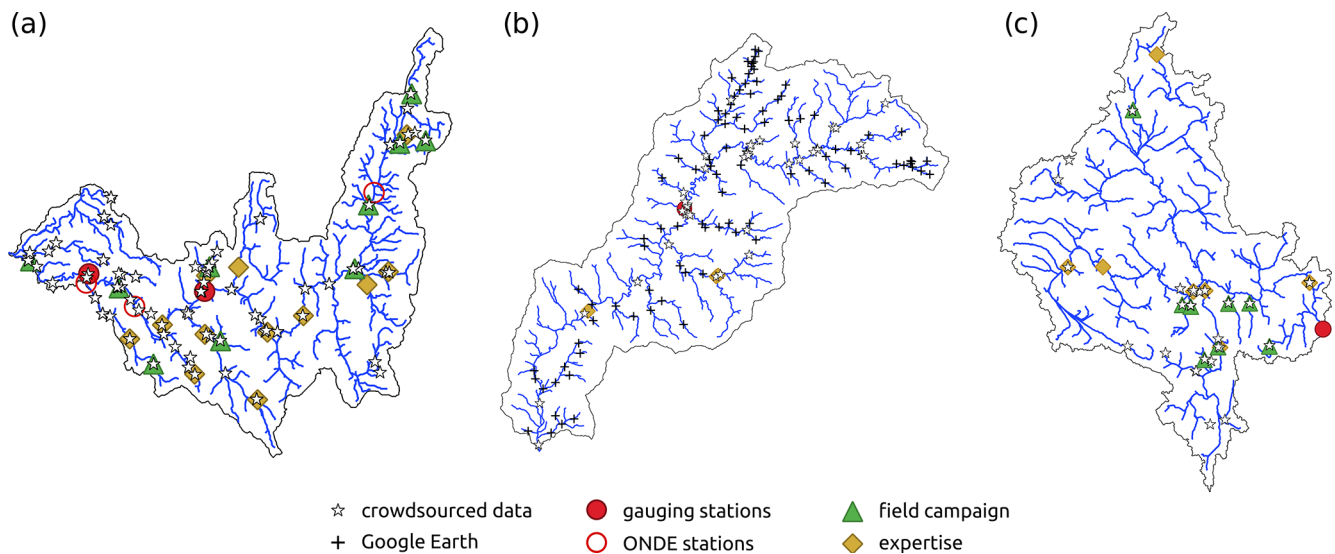 (a)
(b)
(c)
crowdsourced data
gauging stations
field campaign
Google Earth
ONDE stations
expertise